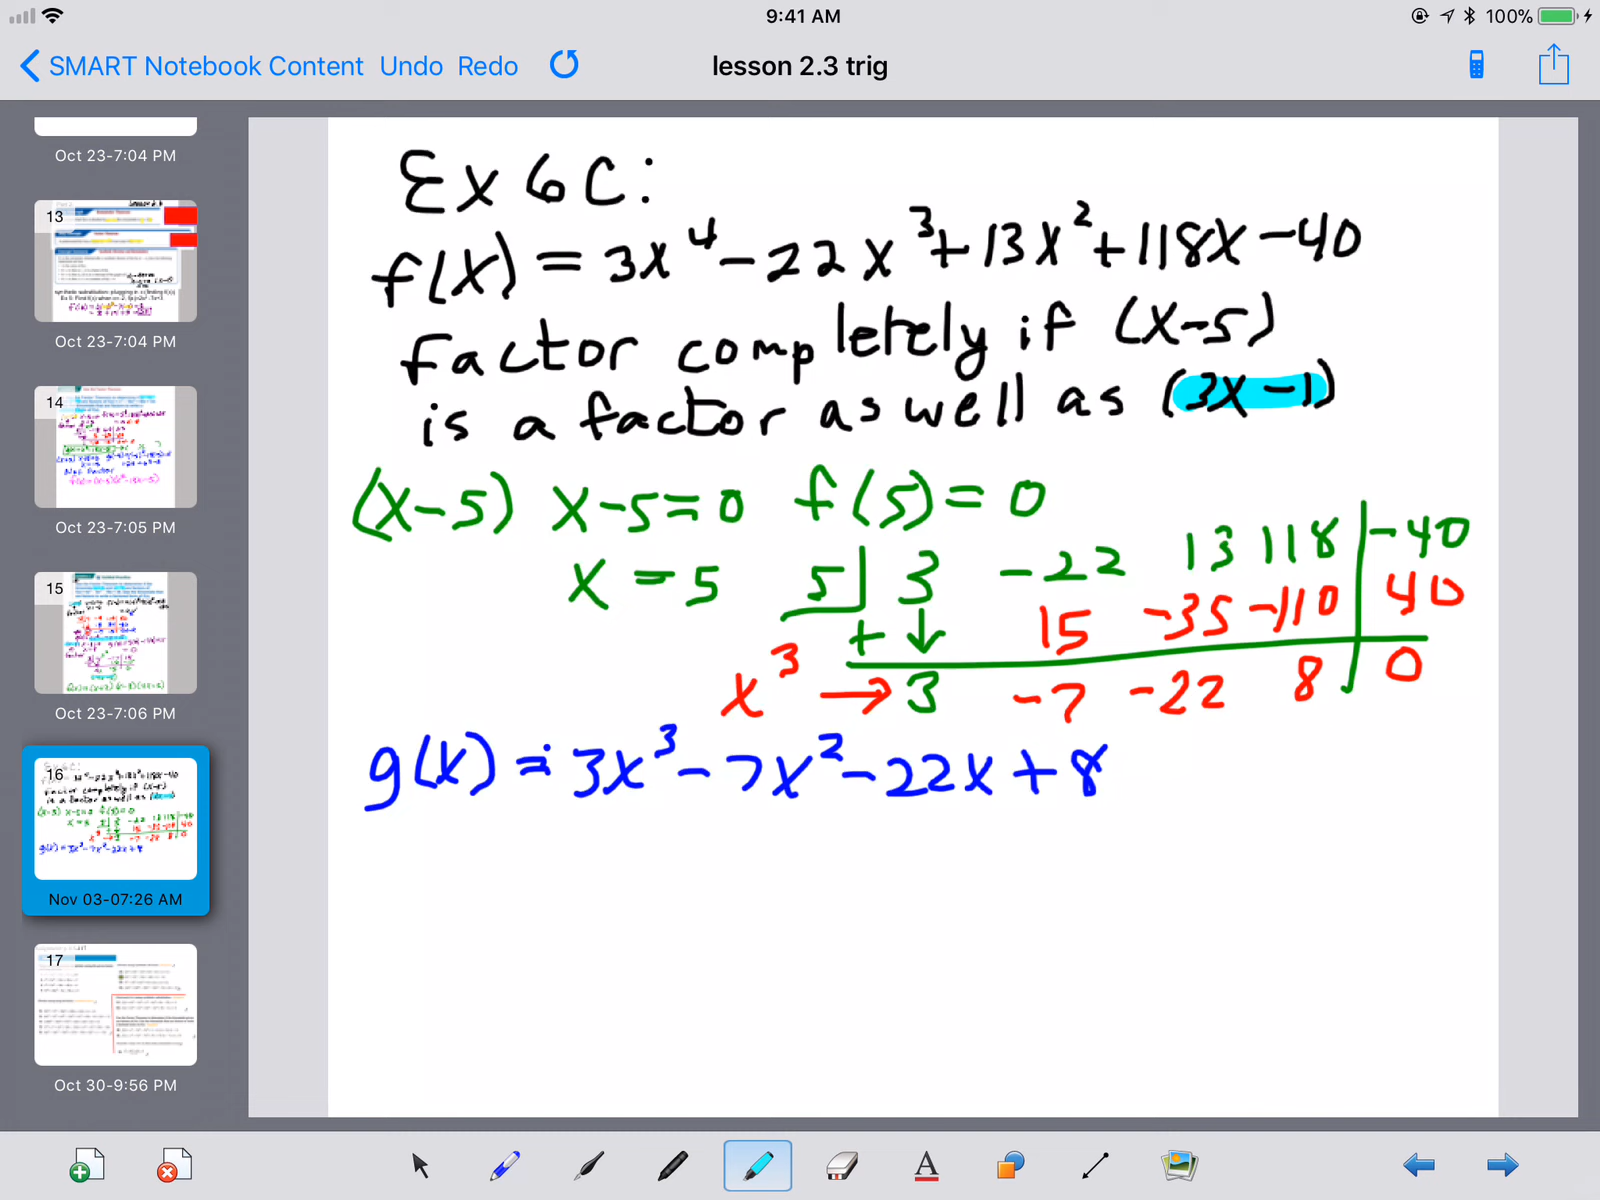 9:41 AM
100%
SMART Notebook Content Undo Redo
lesson 2.3 trig
Oct 23-7:04 PM
13
Oct 23-7:04 PM
14
Oct 23-7:05 PM
15
Oct 23-7:06 PM
16
Nov 03-07:26 AM
17
Oct 30-9:56 PM
Ex 6C:
f(x) = 3x⁴ - 22x³ + 13x² + 118x - 40
factor completely if (x-5)
is a factor as well as (3x-1)
(x-5) x-5=0 f(5)=0
x = 5
5| 3 -22 13 118 | -40
+ ↓ 15 -35 -110 | 40
x³ → 3 -7 -22 8 | 0
g(x) = 3x³ - 7x² - 22x + 8
A